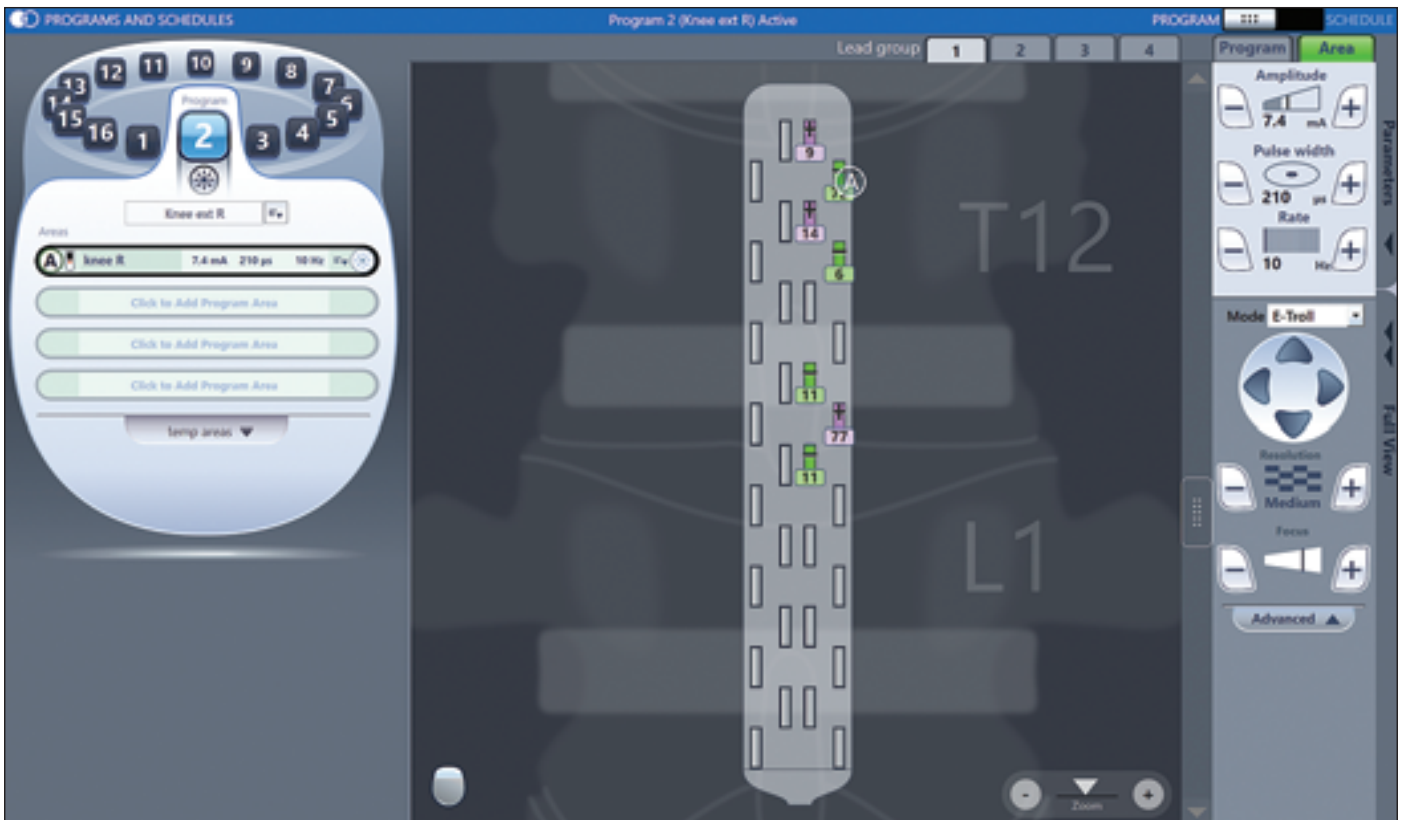 PROGRAMS AND SCHEDULES
Program 2 (Knee ext R) Active
PROGRAM
SCHEDULE
Lead group 1 2 3 4
Program Area
13 12 11 10 9 8 7
14 6
15 5
16 1 2 3 4
Program
Knee ext R
Areas
A knee R 7.4 mA 210 µs 10 Hz
Click to Add Program Area
Click to Add Program Area
Click to Add Program Area
temp areas
9
A
14
6
11
77
11
T12
L1
Zoom
- +
Amplitude
- 7.4 mA +
Pulse width
- 210 µs +
Rate
- 10 Hz +
Mode E-Troll
Resolution
- Medium +
Focus
- +
Advanced
Parameters
Full View